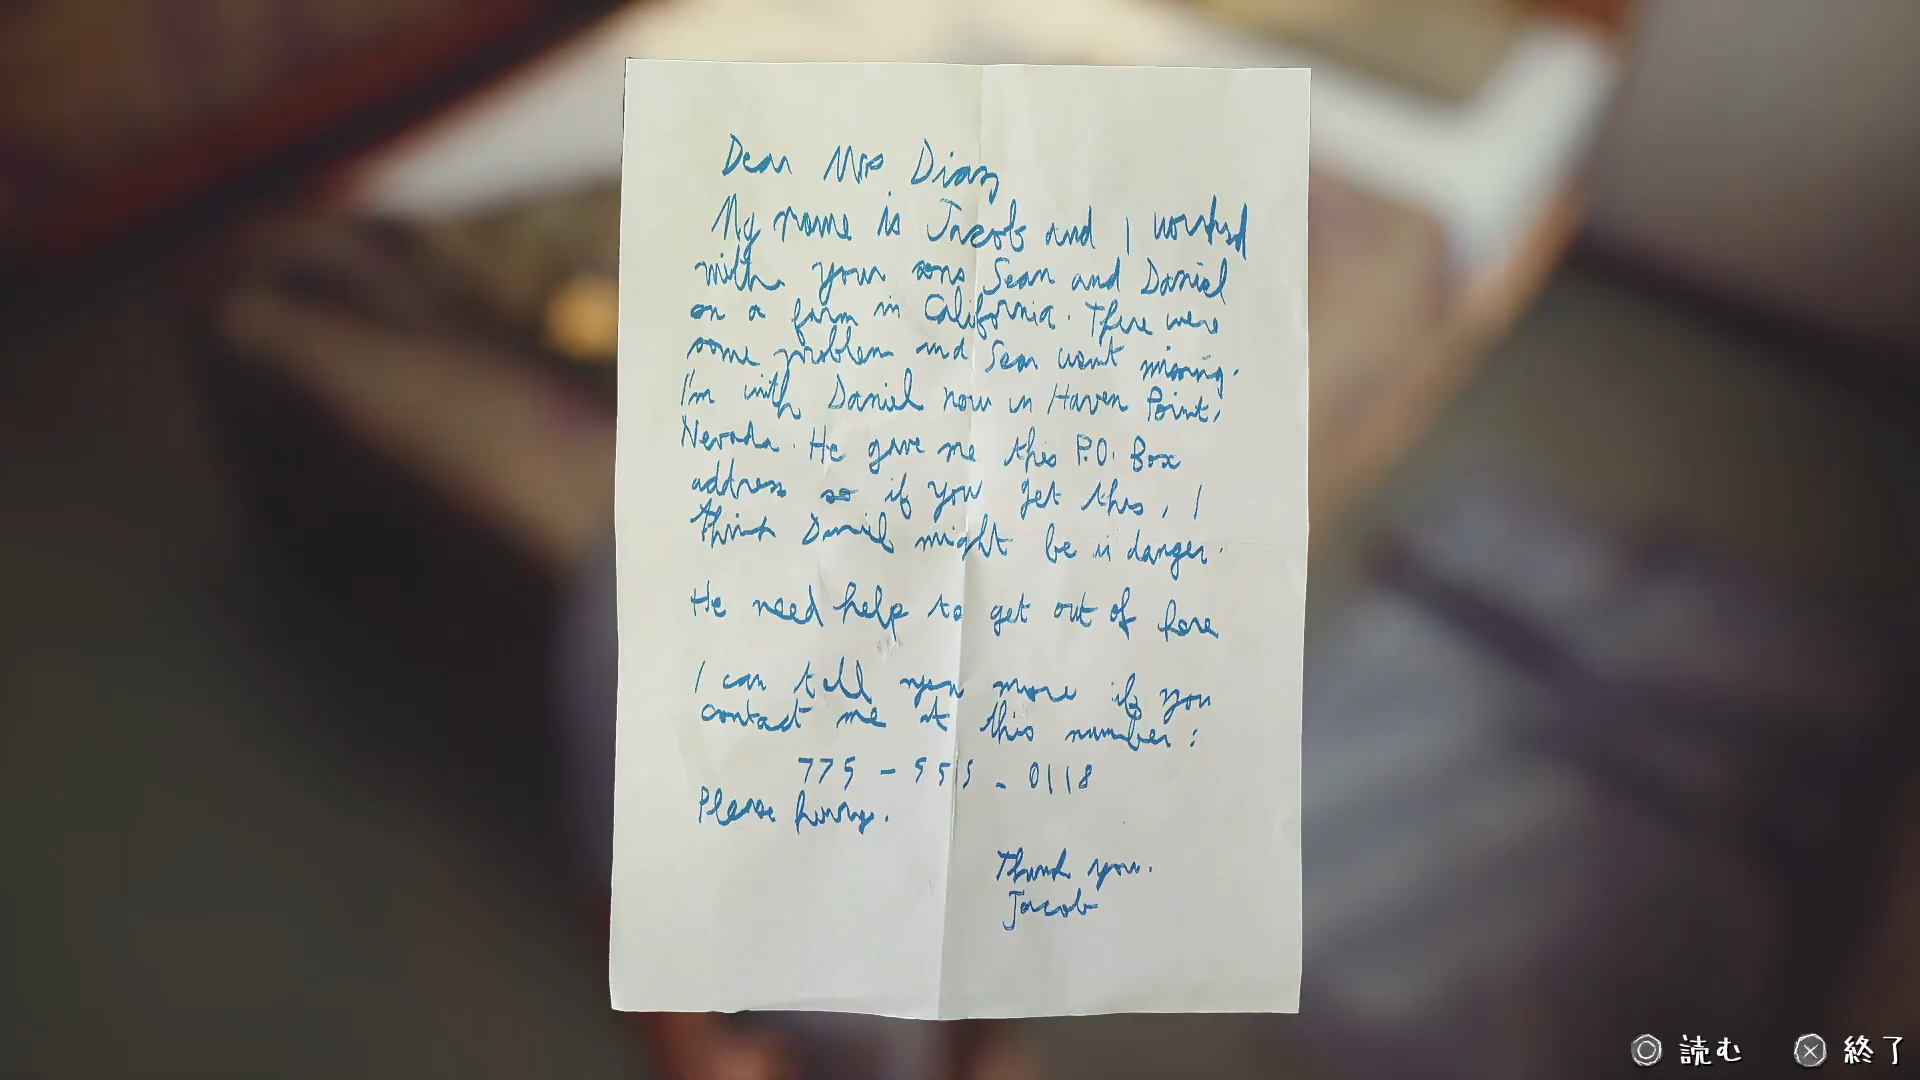 Dear Mrs Diaz
My name is Jacob and I worked
with your sons Sean and Daniel
on a farm in California. There were
some problem and Sean went missing.
I'm with Daniel now in Haven Point,
Nevada. He gave me this P.O. Box
address so if you get this, I
think Daniel might be in danger.
He need help to get out of here
I can tell you more if you
contact me at this number:
775-555-0118
Please hurry.
Thank you.
Jacob
読む 終了